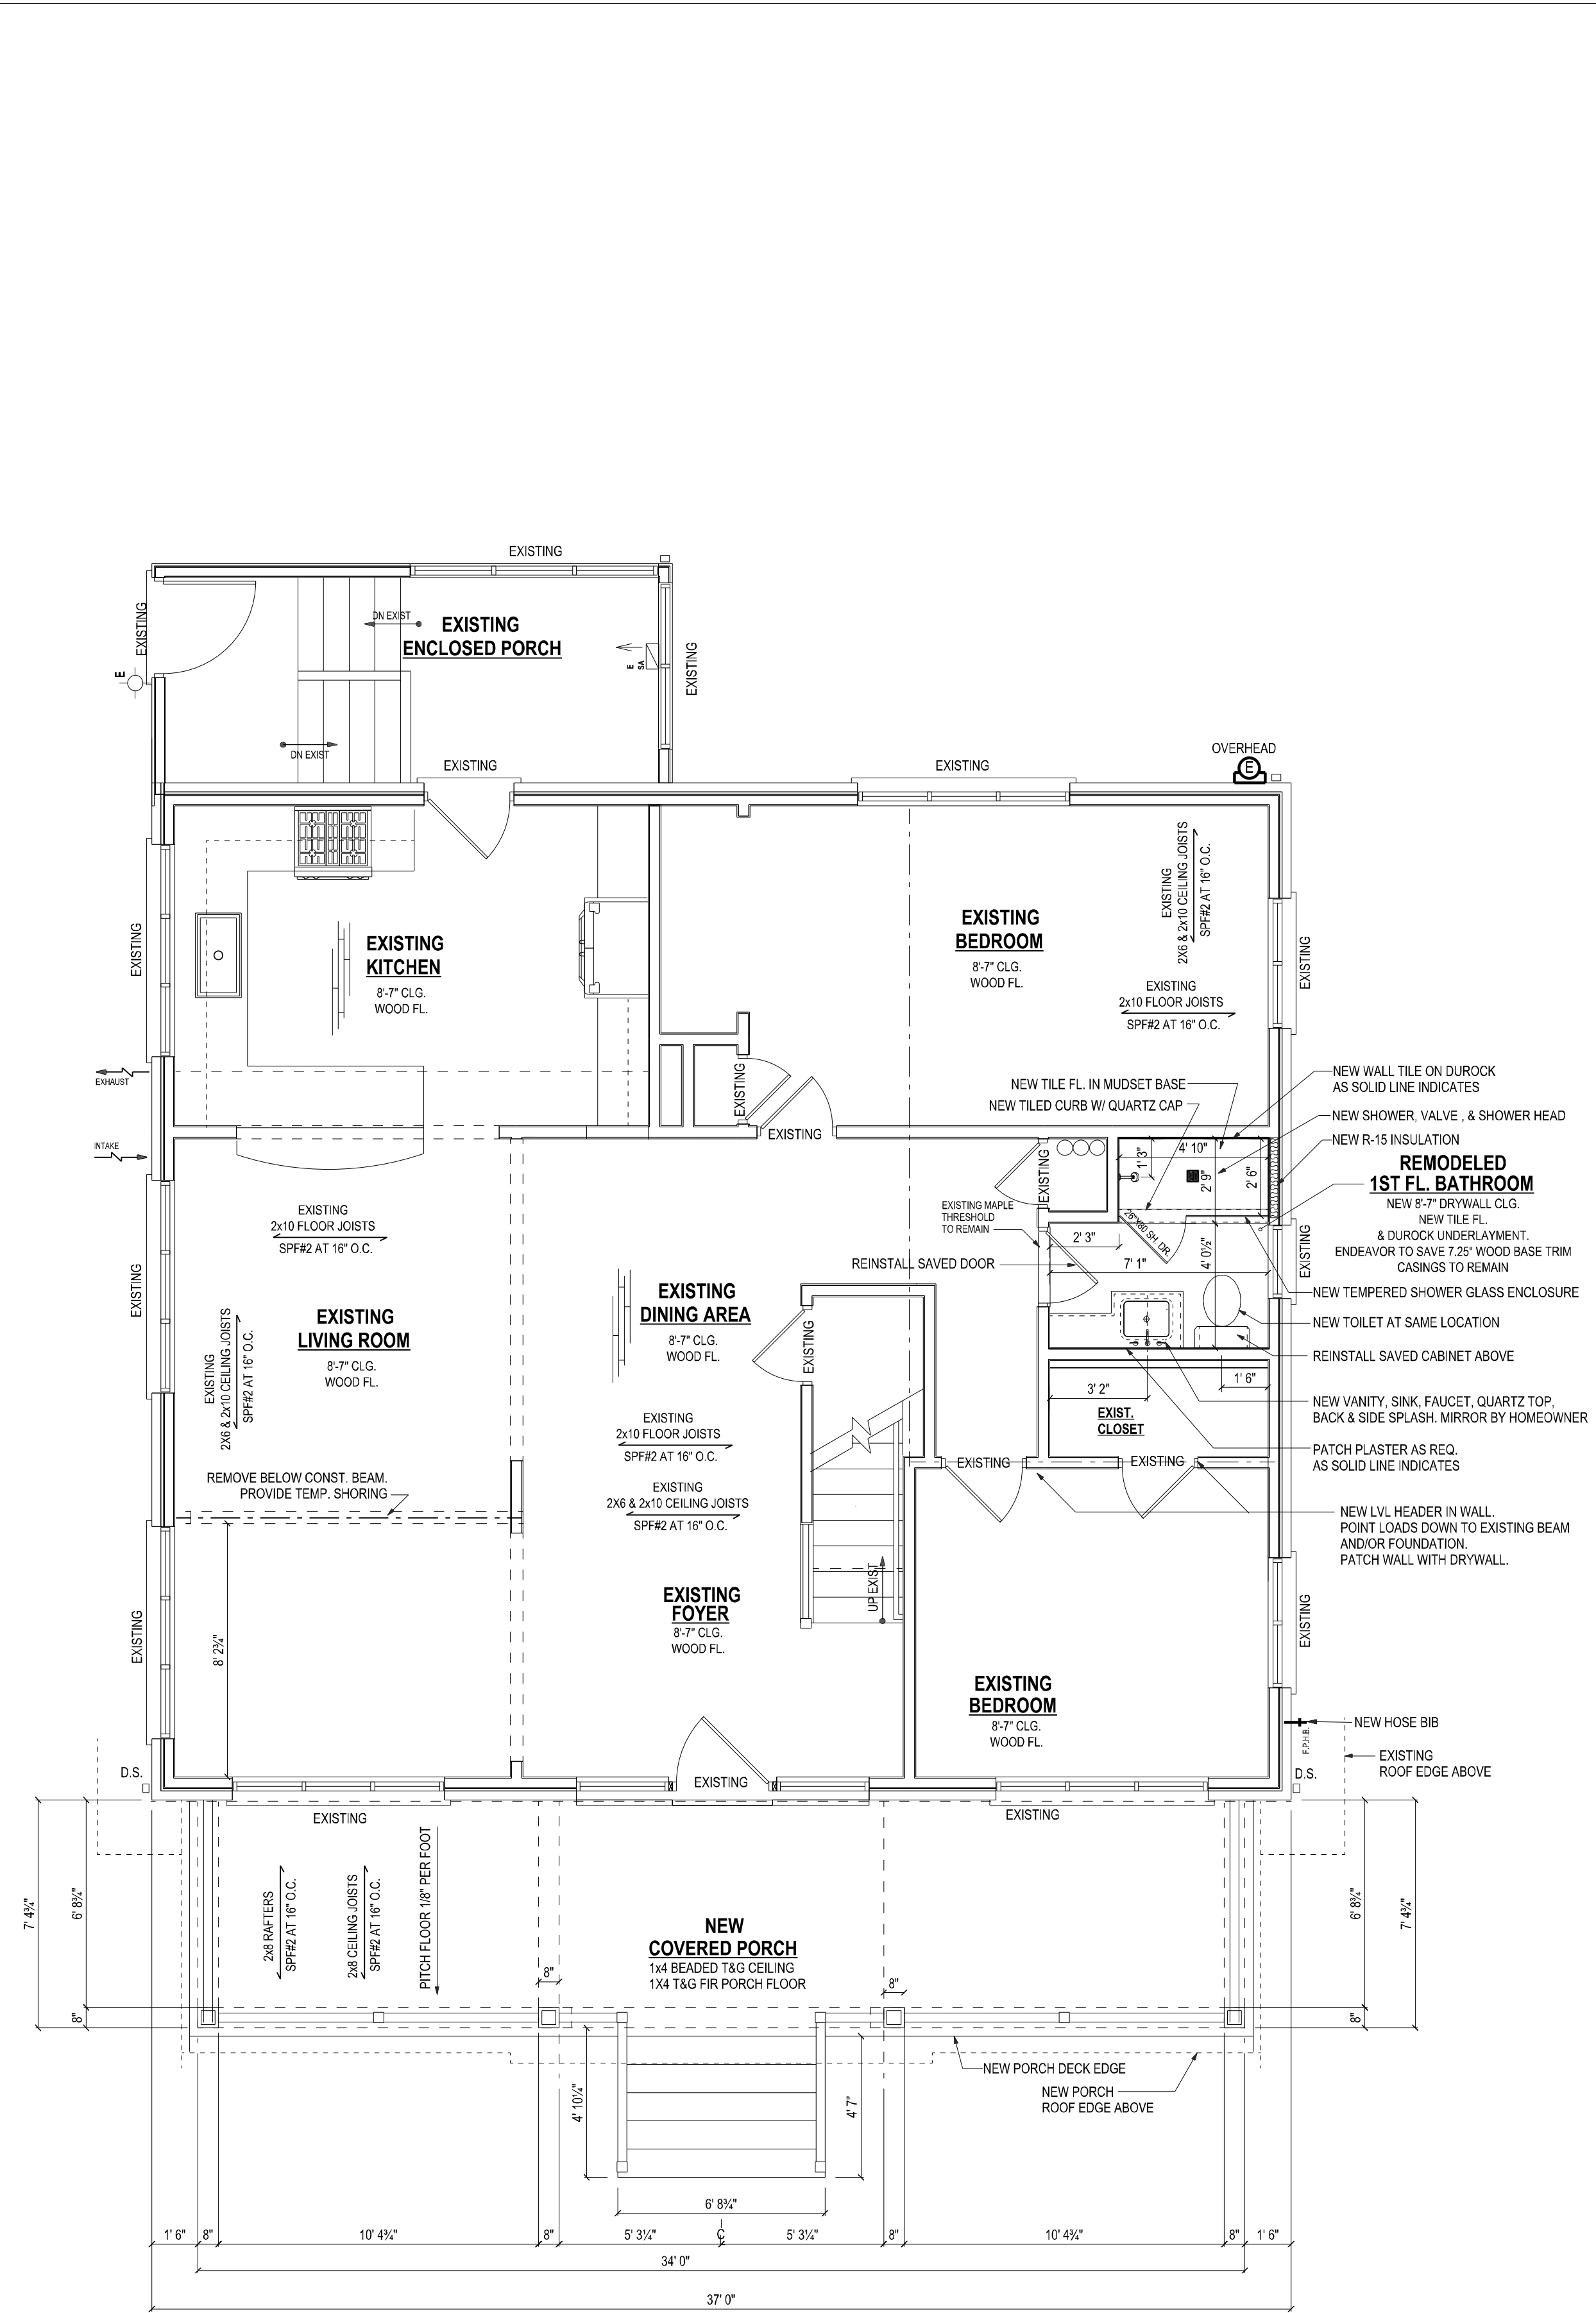 EXISTING
EXISTING
DN EXIST
EXISTING
ENCLOSED PORCH
E
SA
EXISTING
E
DN EXIST
EXISTING
EXISTING
OVERHEAD
E
EXISTING
EXISTING
KITCHEN
8'-7" CLG.
WOOD FL.
EXISTING
BEDROOM
8'-7" CLG.
WOOD FL.
EXISTING
2X6 & 2x10 CEILING JOISTS
SPF#2 AT 16" O.C.
EXISTING
2x10 FLOOR JOISTS
SPF#2 AT 16" O.C.
EXISTING
EXHAUST
INTAKE
EXISTING
EXISTING
NEW TILE FL. IN MUDSET BASE
NEW TILED CURB W/ QUARTZ CAP
NEW WALL TILE ON DUROCK
AS SOLID LINE INDICATES
NEW SHOWER, VALVE , & SHOWER HEAD
NEW R-15 INSULATION
REMODELED
1ST FL. BATHROOM
NEW 8'-7" DRYWALL CLG.
NEW TILE FL.
& DUROCK UNDERLAYMENT.
ENDEAVOR TO SAVE 7.25" WOOD BASE TRIM
CASINGS TO REMAIN
EXISTING
4' 10"
1' 3"
2' 9"
2' 6"
EXISTING MAPLE
THRESHOLD
TO REMAIN
26"X80 SH. DR.
2' 3"
7' 1"
4' 0½"
EXISTING
REINSTALL SAVED DOOR
NEW TEMPERED SHOWER GLASS ENCLOSURE
NEW TOILET AT SAME LOCATION
REINSTALL SAVED CABINET ABOVE
EXISTING
2x10 FLOOR JOISTS
SPF#2 AT 16" O.C.
EXISTING
EXISTING
LIVING ROOM
8'-7" CLG.
WOOD FL.
EXISTING
2X6 & 2x10 CEILING JOISTS
SPF#2 AT 16" O.C.
EXISTING
DINING AREA
8'-7" CLG.
WOOD FL.
EXISTING
3' 2"
1' 6"
EXIST.
CLOSET
NEW VANITY, SINK, FAUCET, QUARTZ TOP,
BACK & SIDE SPLASH. MIRROR BY HOMEOWNER
PATCH PLASTER AS REQ.
AS SOLID LINE INDICATES
EXISTING
2x10 FLOOR JOISTS
SPF#2 AT 16" O.C.
EXISTING
2X6 & 2x10 CEILING JOISTS
SPF#2 AT 16" O.C.
EXISTING
EXISTING
REMOVE BELOW CONST. BEAM.
PROVIDE TEMP. SHORING
NEW LVL HEADER IN WALL.
POINT LOADS DOWN TO EXISTING BEAM
AND/OR FOUNDATION.
PATCH WALL WITH DRYWALL.
EXISTING
8' 2¾"
EXISTING
FOYER
8'-7" CLG.
WOOD FL.
UP EXIST
EXISTING
EXISTING
BEDROOM
8'-7" CLG.
WOOD FL.
NEW HOSE BIB
F.P.H.B.
EXISTING
ROOF EDGE ABOVE
D.S.
D.S.
EXISTING
EXISTING
EXISTING
7' 4¾"
6' 8¾"
8"
2x8 RAFTERS
SPF#2 AT 16" O.C.
2x8 CEILING JOISTS
SPF#2 AT 16" O.C.
PITCH FLOOR 1/8" PER FOOT
NEW
COVERED PORCH
1x4 BEADED T&G CEILING
1X4 T&G FIR PORCH FLOOR
8"
8"
6' 8¾"
7' 4¾"
8"
NEW PORCH DECK EDGE
NEW PORCH
ROOF EDGE ABOVE
4' 10¼"
4' 7"
6' 8¾"
1' 6"
8"
10' 4¾"
8"
5' 3¼"
℄
5' 3¼"
8"
10' 4¾"
8"
1' 6"
34' 0"
37' 0"